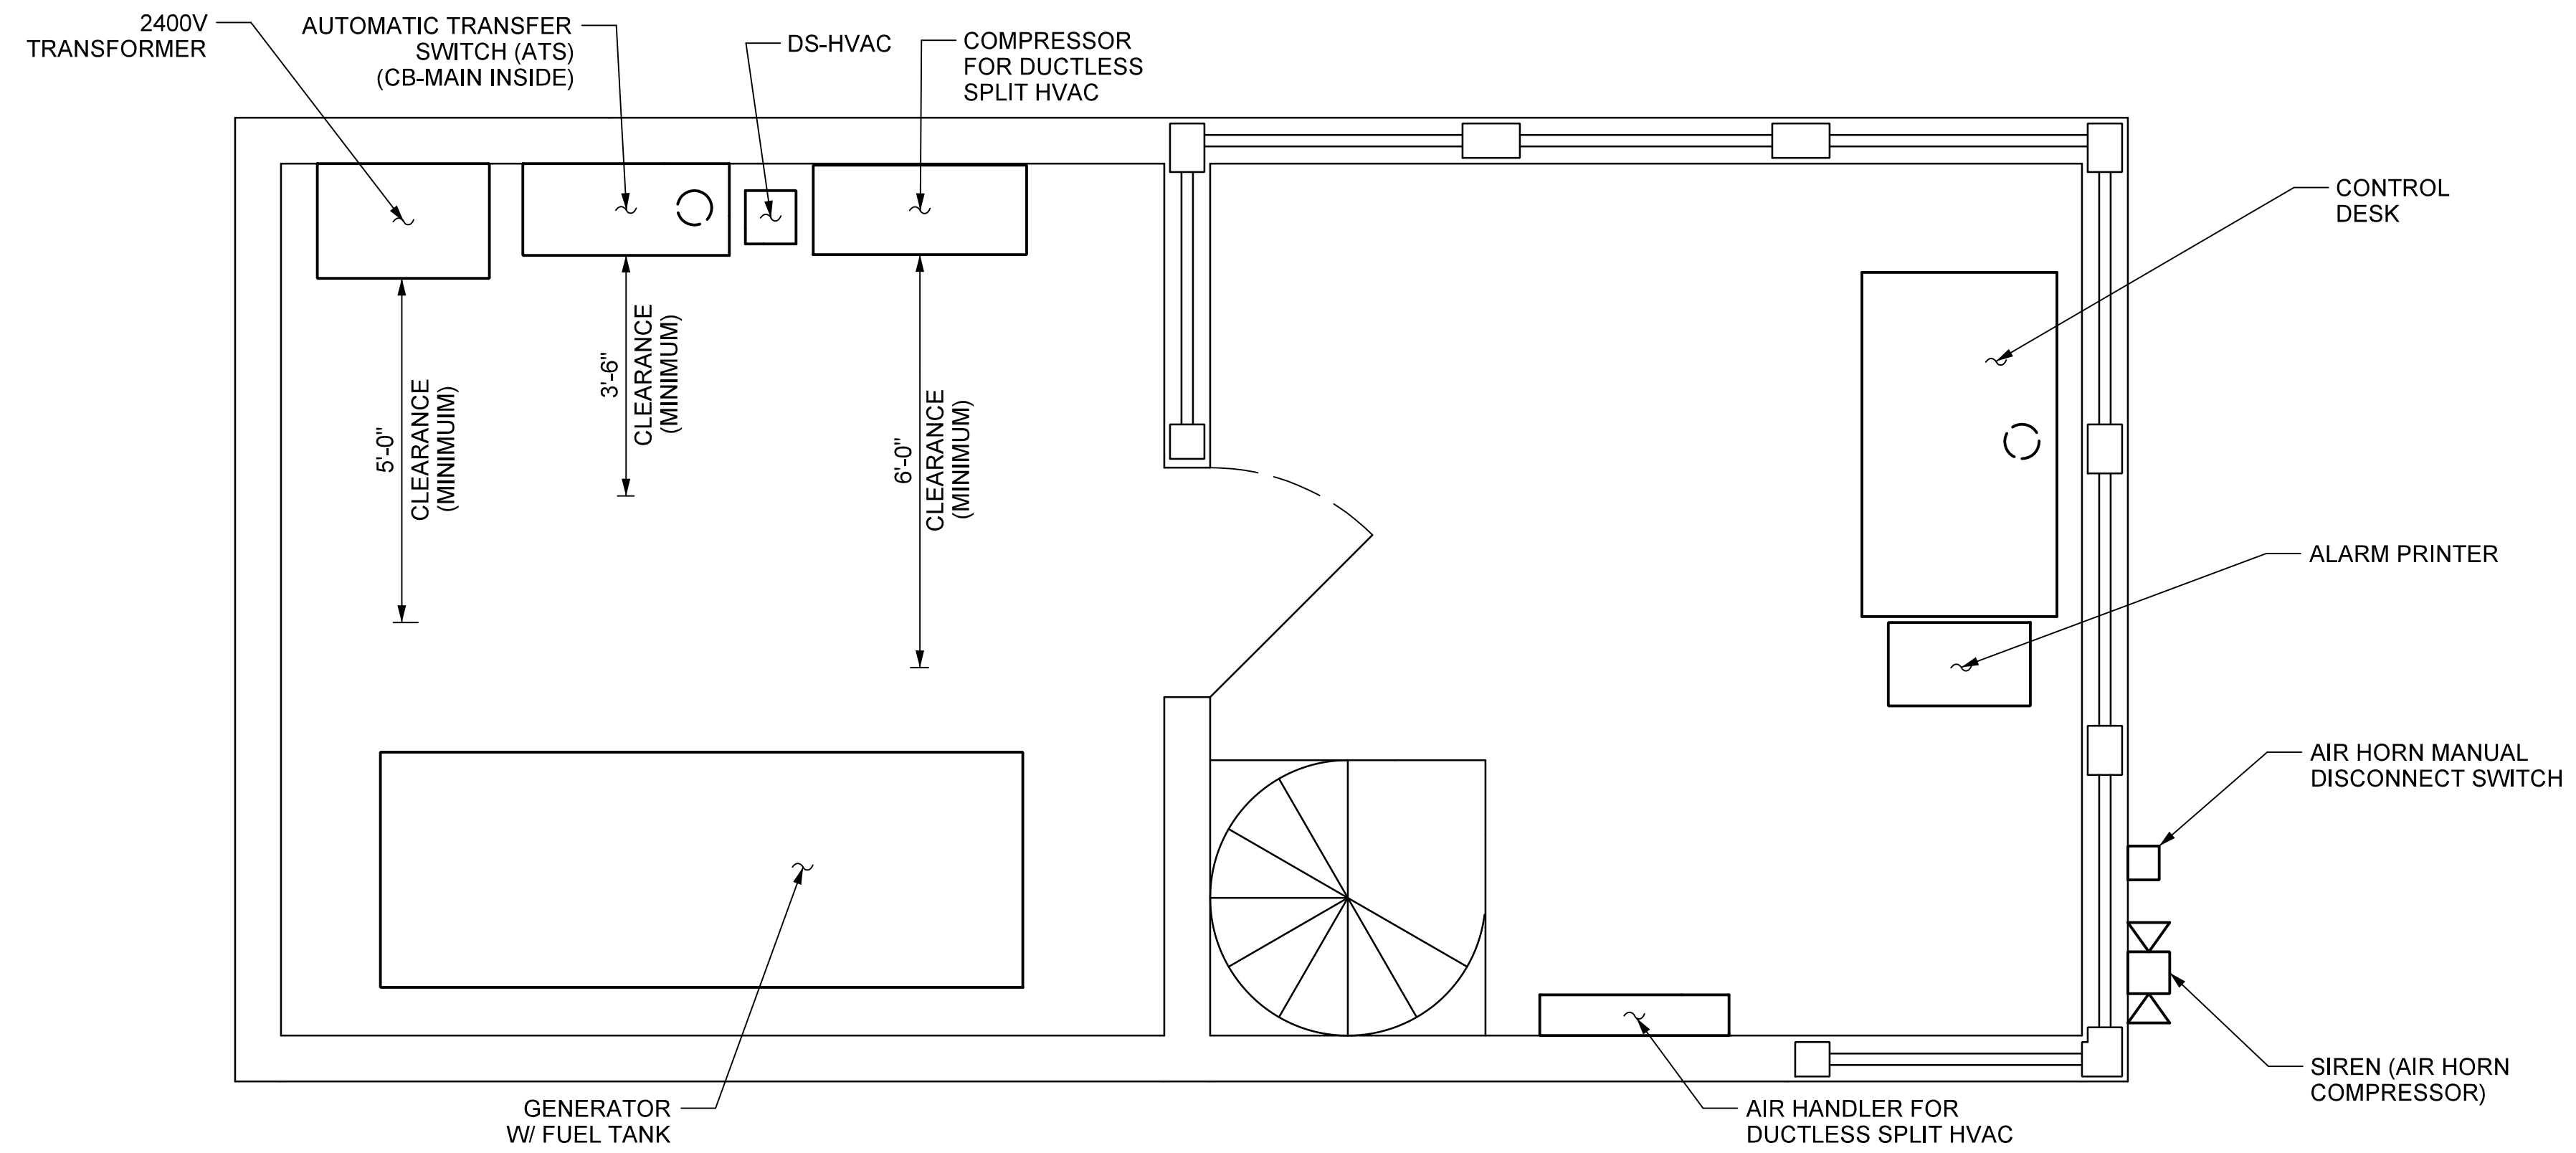 2400V
TRANSFORMER
AUTOMATIC TRANSFER
SWITCH (ATS)
(CB-MAIN INSIDE)
DS-HVAC
COMPRESSOR
FOR DUCTLESS
SPLIT HVAC
CONTROL
DESK
5'-0"
CLEARANCE
(MINIMUIM)
3'-6"
CLEARANCE
(MINIMUM)
6'-0"
CLEARANCE
(MINIMUM)
ALARM PRINTER
AIR HORN MANUAL
DISCONNECT SWITCH
SIREN (AIR HORN
COMPRESSOR)
GENERATOR
W/ FUEL TANK
AIR HANDLER FOR
DUCTLESS SPLIT HVAC